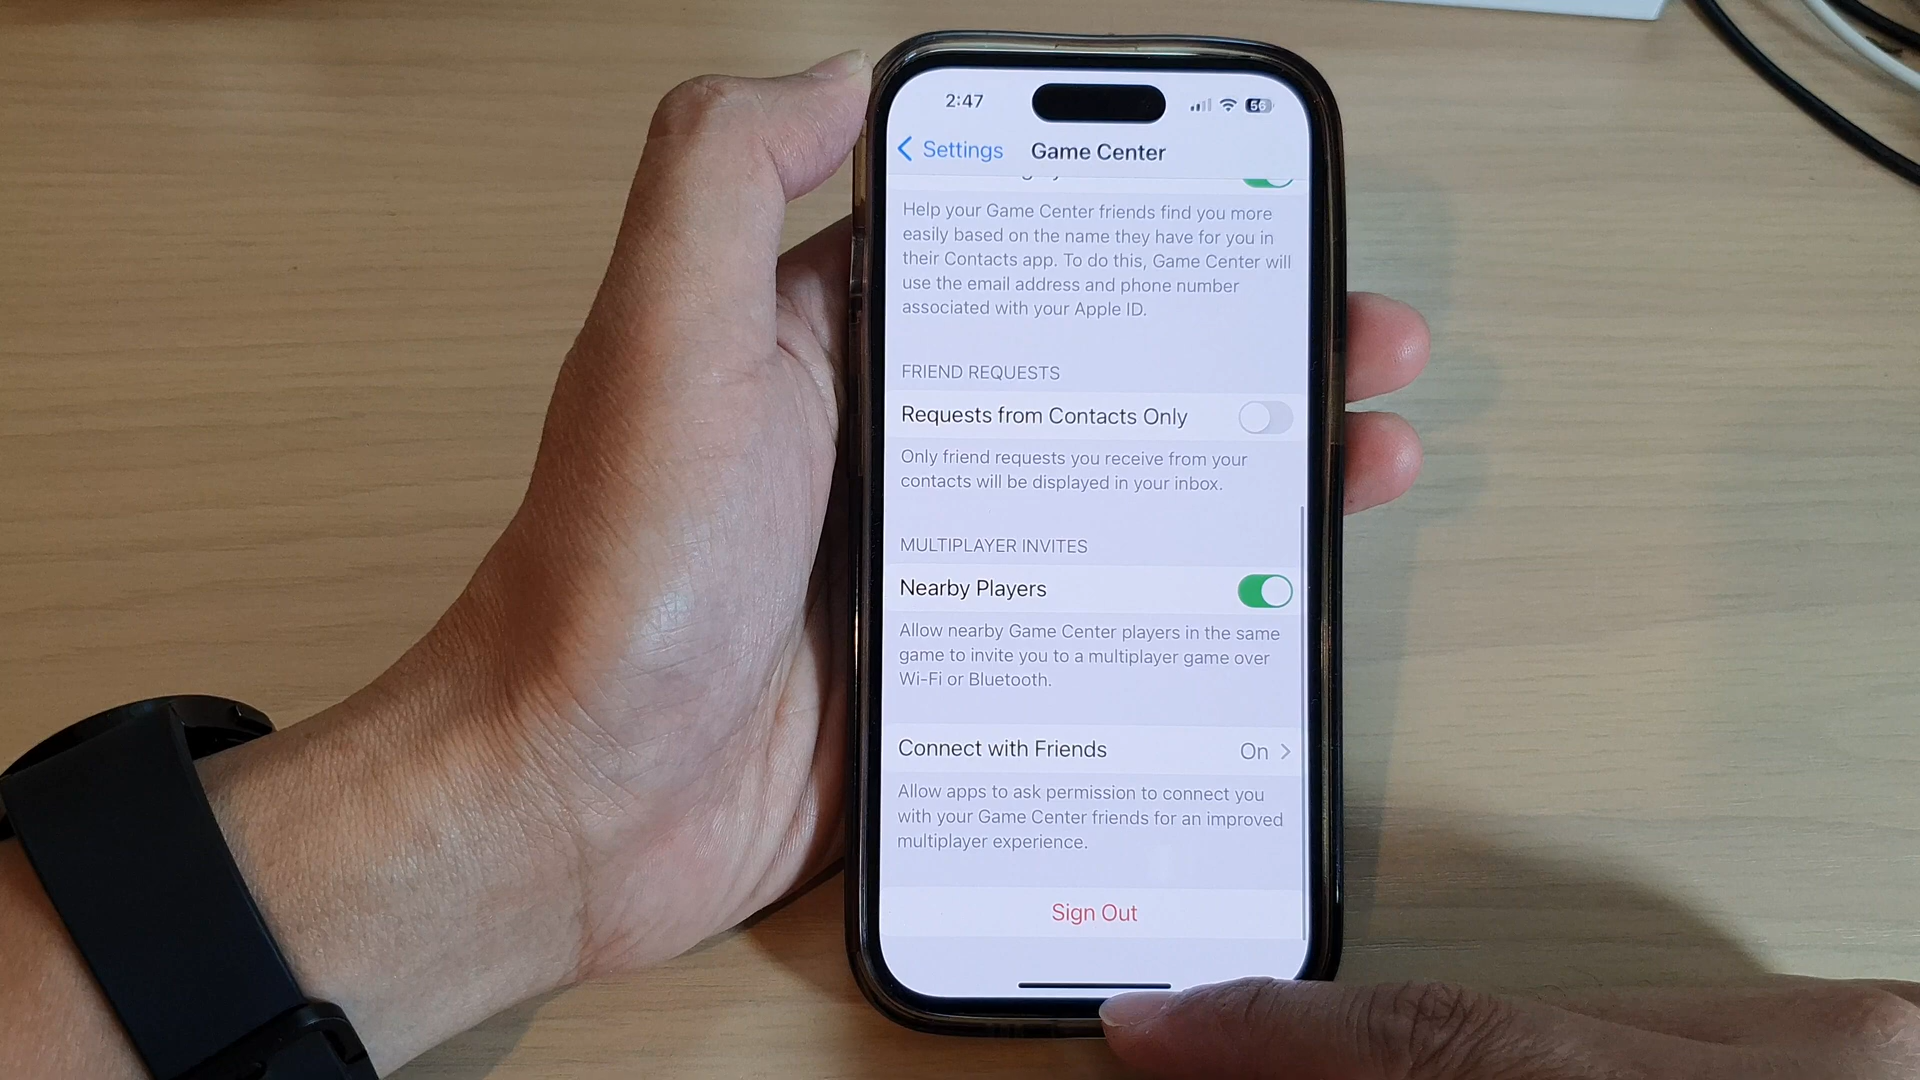 2:47
56
Settings
Game Center
Help your Game Center friends find you more
easily based on the name they have for you in
their Contacts app. To do this, Game Center will
use the email address and phone number
associated with your Apple ID.
FRIEND REQUESTS
Requests from Contacts Only
Only friend requests you receive from your
contacts will be displayed in your inbox.
MULTIPLAYER INVITES
Nearby Players
Allow nearby Game Center players in the same
game to invite you to a multiplayer game over
Wi-Fi or Bluetooth.
Connect with Friends On
Allow apps to ask permission to connect you
with your Game Center friends for an improved
multiplayer experience.
Sign Out